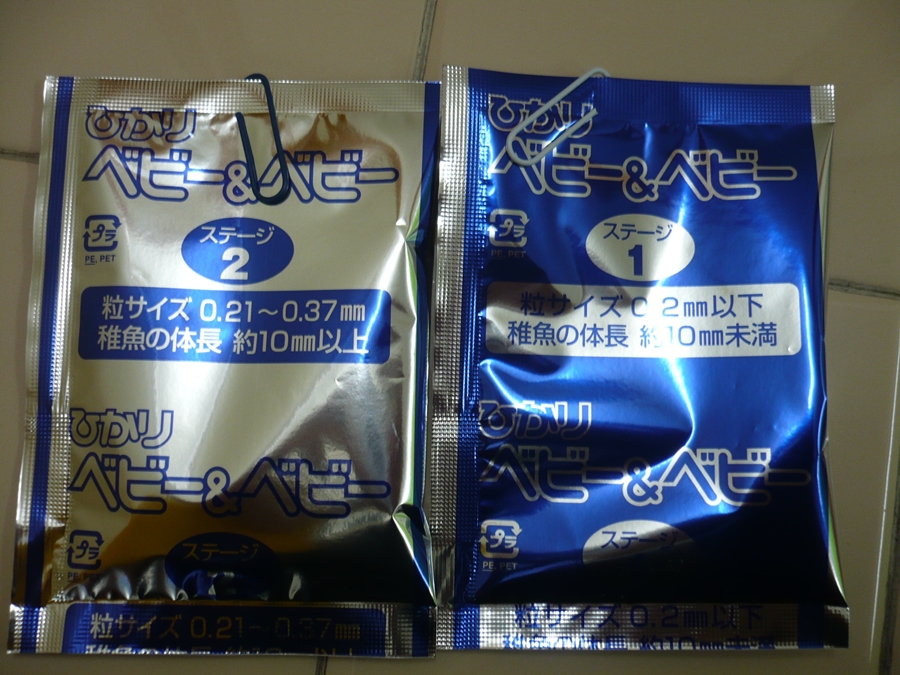 ひかり
ベビー&ベビー
プラ
PE, PET
ステージ
2
粒サイズ 0.21～0.37mm
稚魚の体長 約10mm以上
ひかり
ベビー&ベビー
プラ
PE, PET
ステージ
粒サイズ 0.21～0.37mm
ひかり
ベビー&ベビー
プラ
PE, PET
ステージ
1
粒サイズ 0.2mm以下
稚魚の体長 約10mm未満
ひかり
ベビー&ベビー
プラ
PE, PET
ステージ
粒サイズ 0.2mm以下